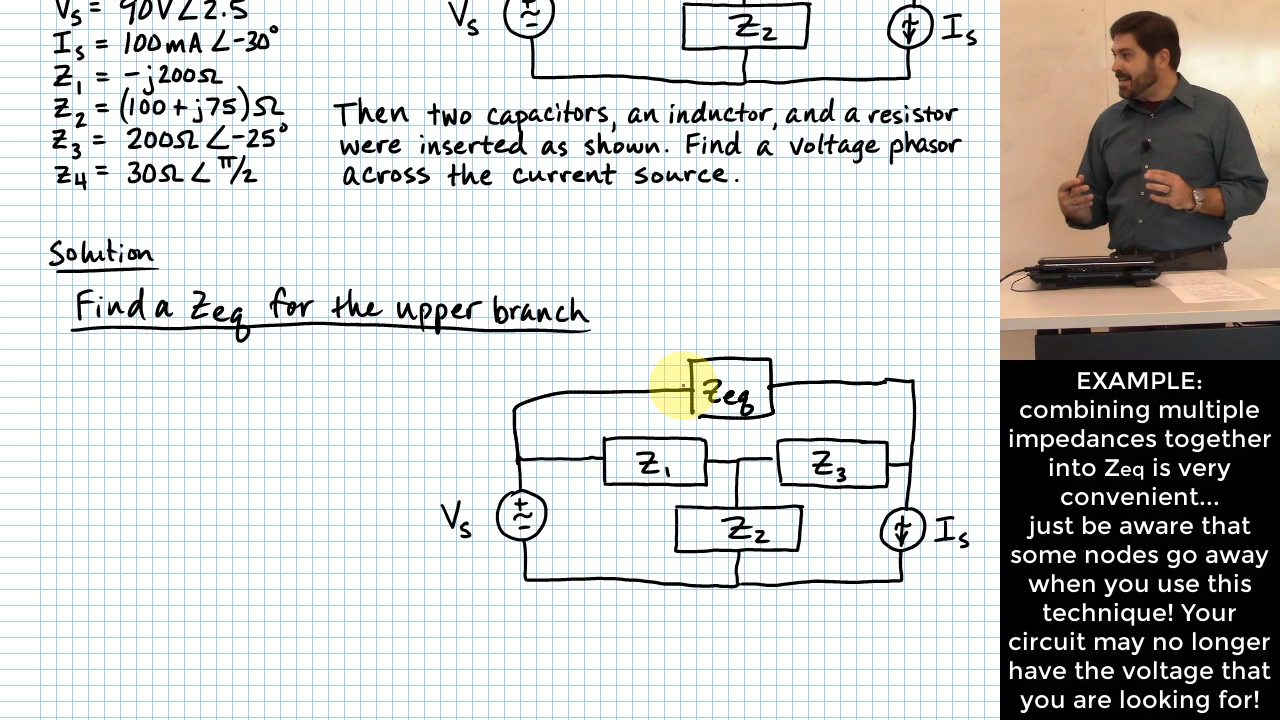 Vs = 90V∠2.5
Is = 100mA∠-30°
Z1 = -j200Ω
Z2 = (100+j75)Ω
Z3 = 200Ω∠-25°
Z4 = 30Ω∠π/2
Vs
Z2
Is
Then two capacitors, an inductor, and a resistor
were inserted as shown. Find a voltage phasor
across the current source.
Solution
Find a Zeq for the upper branch
Zeq
Z1
Z3
Vs
+
~
-
Z2
Is
EXAMPLE:
combining multiple
impedances together
into Zeq is very
convenient...
just be aware that
some nodes go away
when you use this
technique! Your
circuit may no longer
have the voltage that
you are looking for!